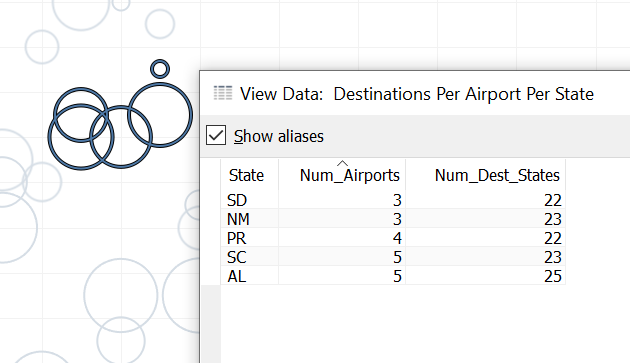 View Data:  Destinations Per Airport Per State
Show aliases
State Num_Airports Num_Dest_States
SD 3 22
NM 3 23
PR 4 22
SC 5 23
AL 5 25